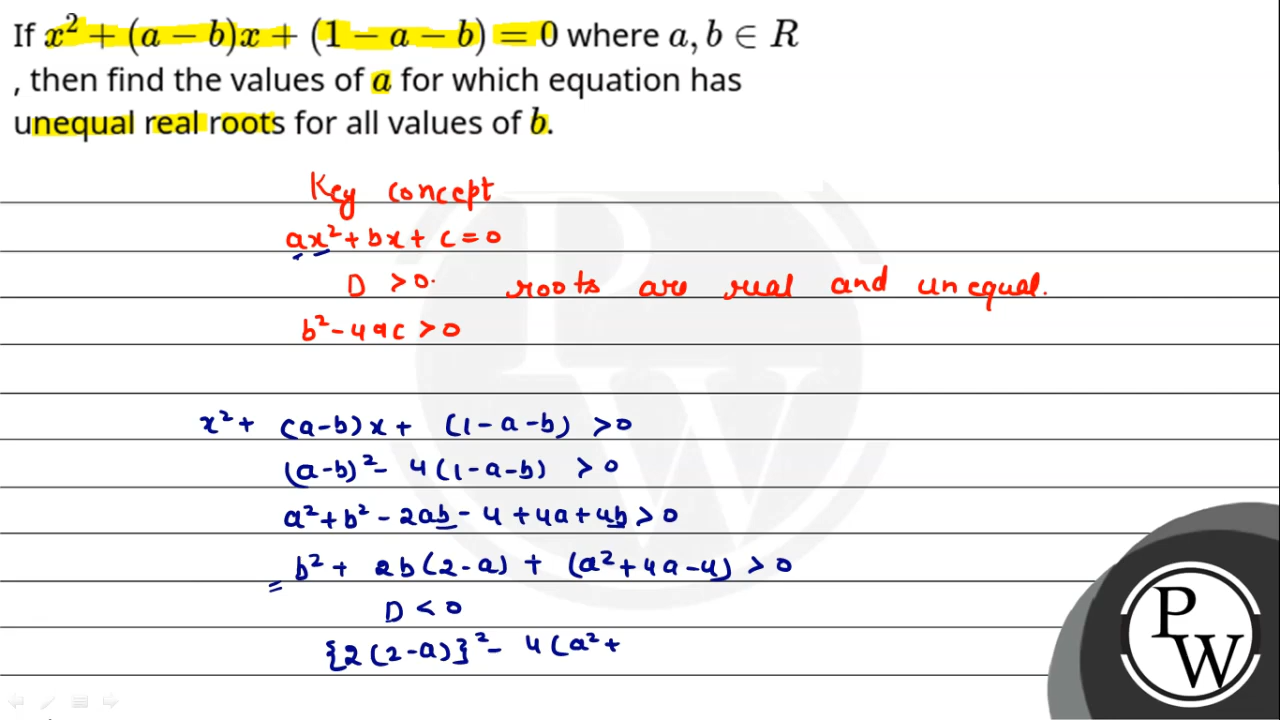 If x² + (a − b)x + (1 − a − b) = 0 where a, b ∈ R
, then find the values of a for which equation has
unequal real roots for all values of b.
Key concept
ax² + bx + c = 0
D > 0. roots are real and unequal.
b² - 4ac > 0
x² + (a-b)x + (1-a-b) > 0
(a-b)² - 4(1-a-b) > 0
a² + b² - 2ab - 4 + 4a + 4b > 0
= b² + 2b(2-a) + (a² + 4a - 4) > 0
D < 0
{2(2-a)}² - 4(a² +
P
W